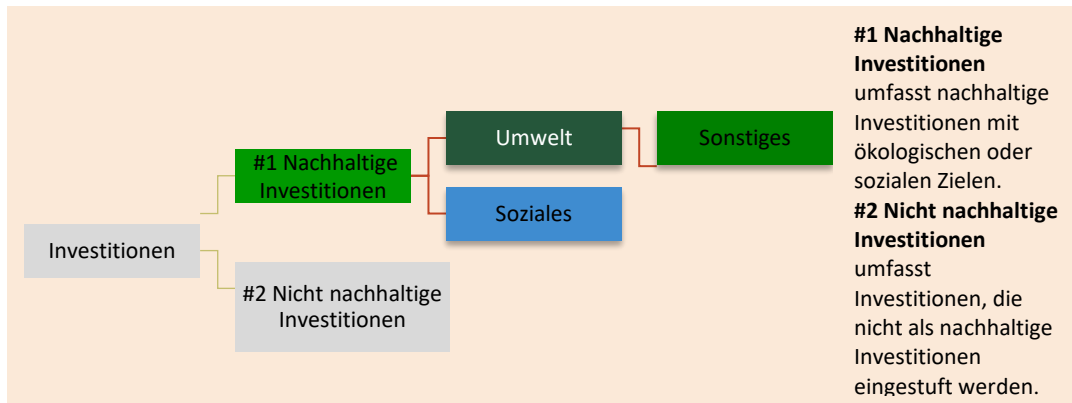 Investitionen
#1 Nachhaltige
Investitionen
#2 Nicht nachhaltige
Investitionen
Umwelt
Soziales
Sonstiges
#1 Nachhaltige
Investitionen
umfasst nachhaltige
Investitionen mit
ökologischen oder
sozialen Zielen.
#2 Nicht nachhaltige
Investitionen
umfasst
Investitionen, die
nicht als nachhaltige
Investitionen
eingestuft werden.